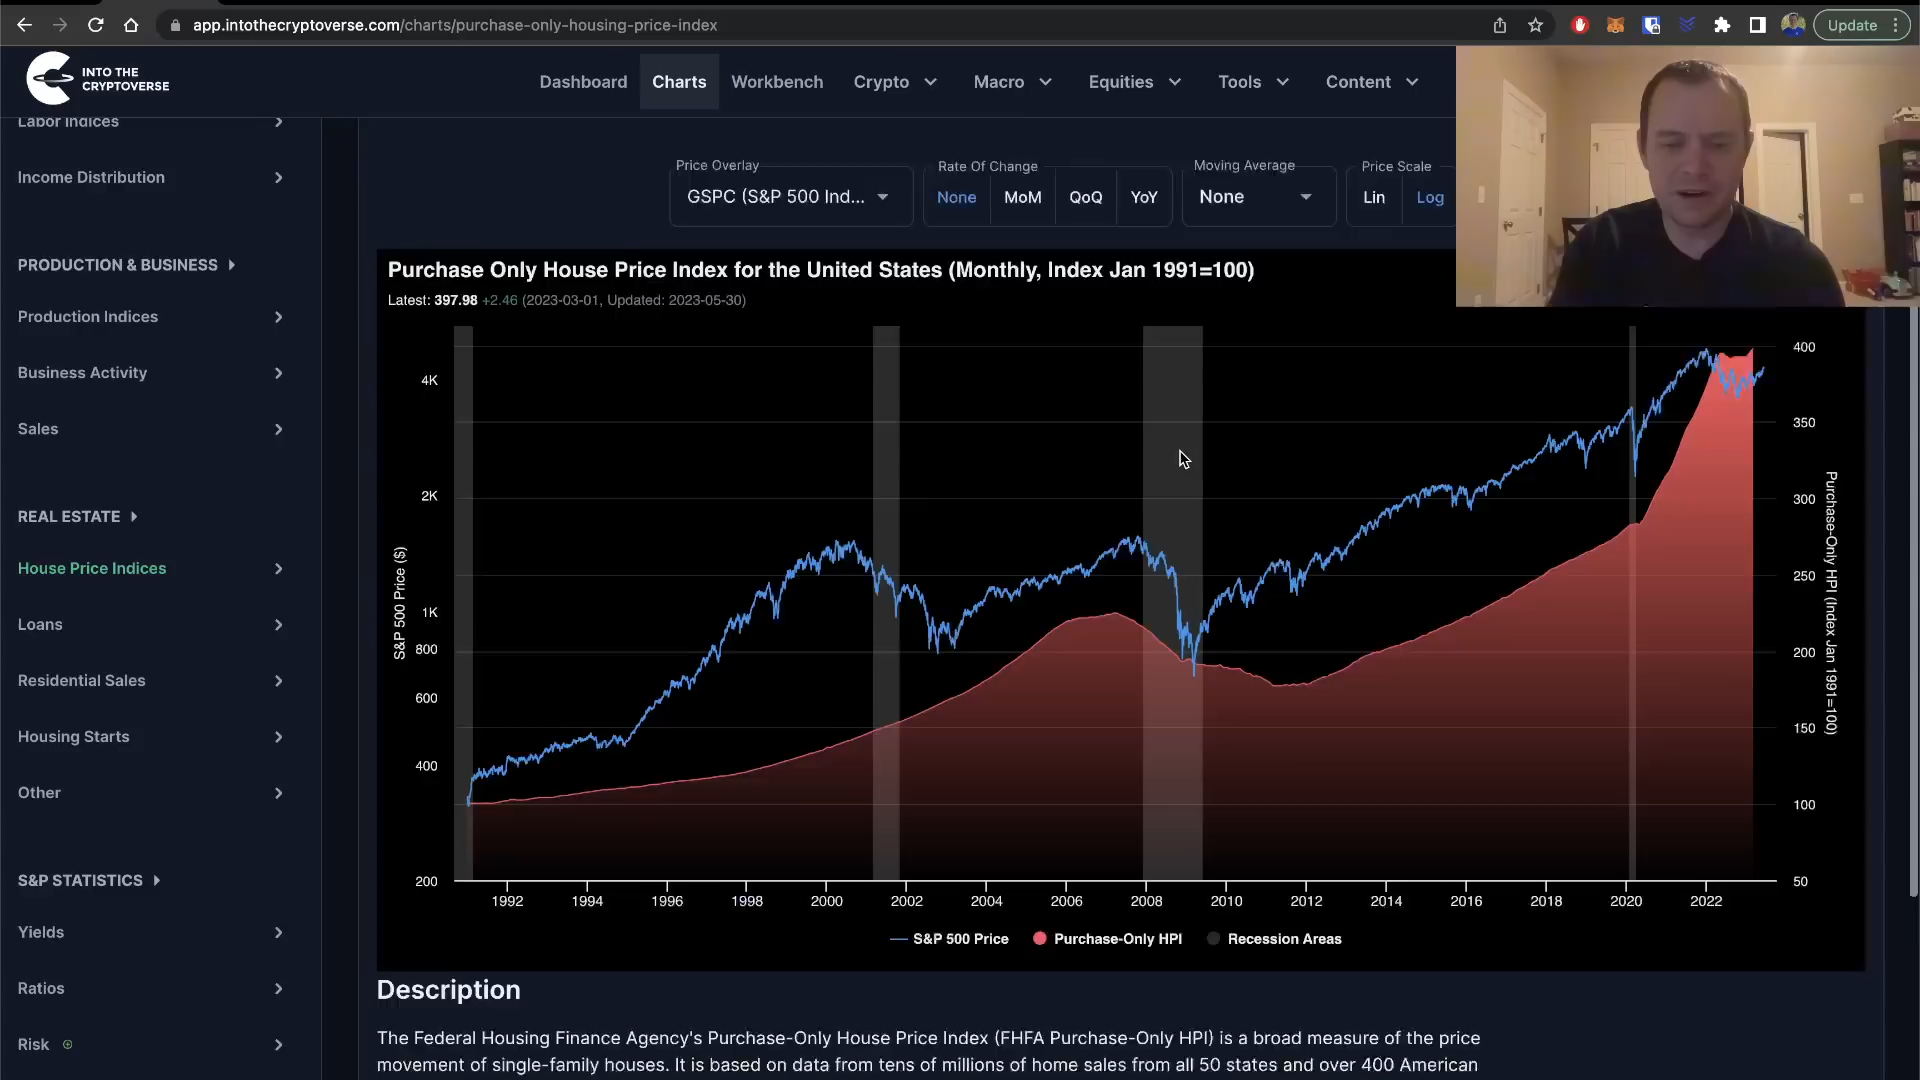 app.intothecryptoverse.com/charts/purchase-only-housing-price-index
Update
INTO THE
CRYPTOVERSE
Dashboard
Charts
Workbench
Crypto
Macro
Equities
Tools
Content
Labor Indices
Income Distribution
PRODUCTION & BUSINESS
Production Indices
Business Activity
Sales
REAL ESTATE
House Price Indices
Loans
Residential Sales
Housing Starts
Other
S&P STATISTICS
Yields
Ratios
Risk
Price Overlay
GSPC (S&P 500 Ind...
Rate Of Change
None
MoM
QoQ
YoY
Moving Average
None
Price Scale
Lin
Log
Purchase Only House Price Index for the United States (Monthly, Index Jan 1991=100)
Latest: 397.98 +2.46 (2023-03-01, Updated: 2023-05-30)
S&P 500 Price ($)
4K
2K
1K
800
600
400
200
400
350
300
250
200
150
100
50
Purchase-Only HPI (Index Jan 1991=100)
1992
1994
1996
1998
2000
2002
2004
2006
2008
2010
2012
2014
2016
2018
2020
2022
S&P 500 Price
Purchase-Only HPI
Recession Areas
Description
The Federal Housing Finance Agency's Purchase-Only House Price Index (FHFA Purchase-Only HPI) is a broad measure of the price
movement of single-family houses. It is based on data from tens of millions of home sales from all 50 states and over 400 American